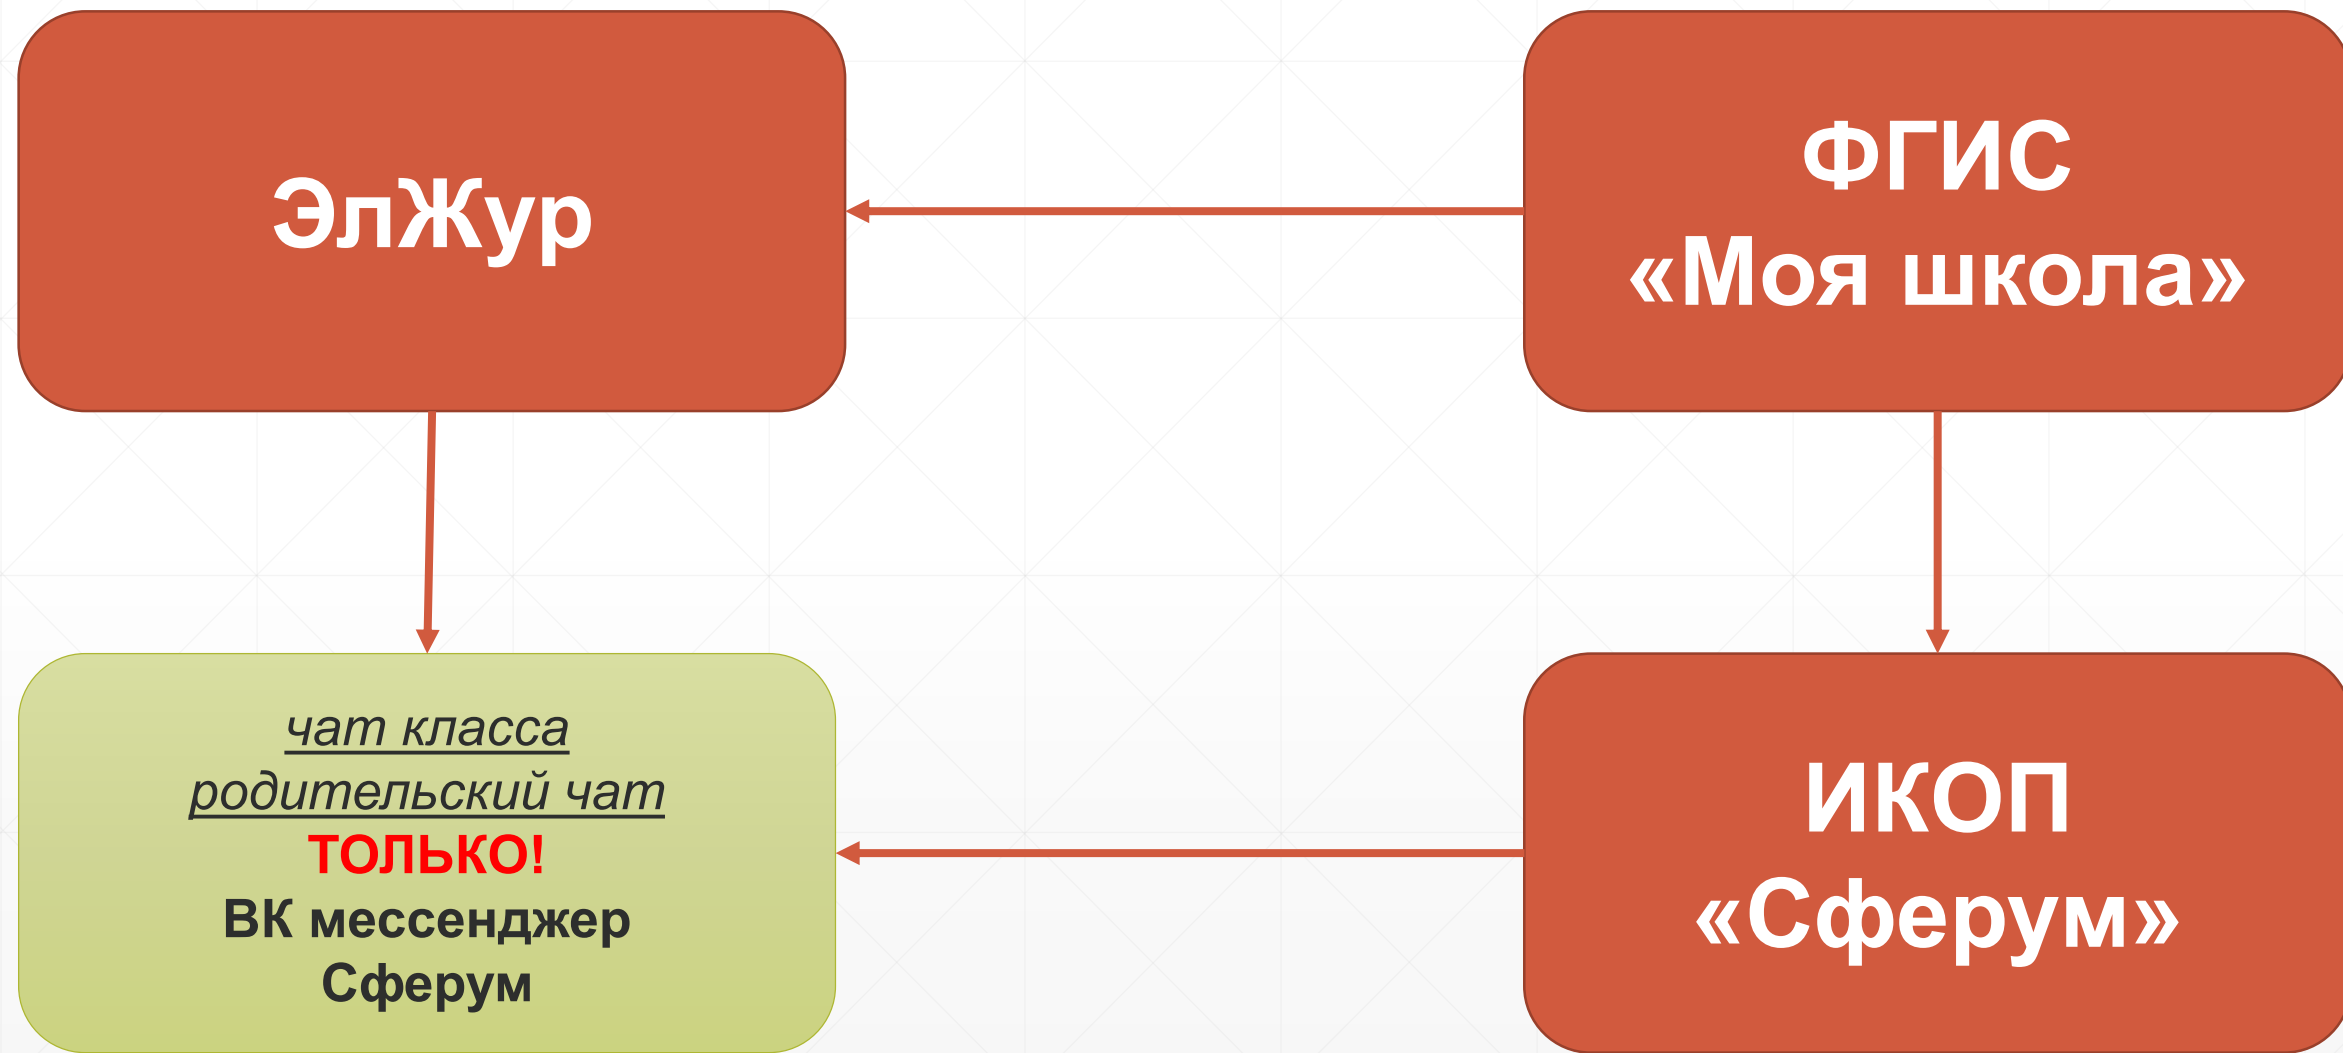 ЭлЖур
ФГИС
«Моя школа»
чат класса
родительский чат
ТОЛЬКО!
ВК мессенджер
Сферум
ИКОП
«Сферум»